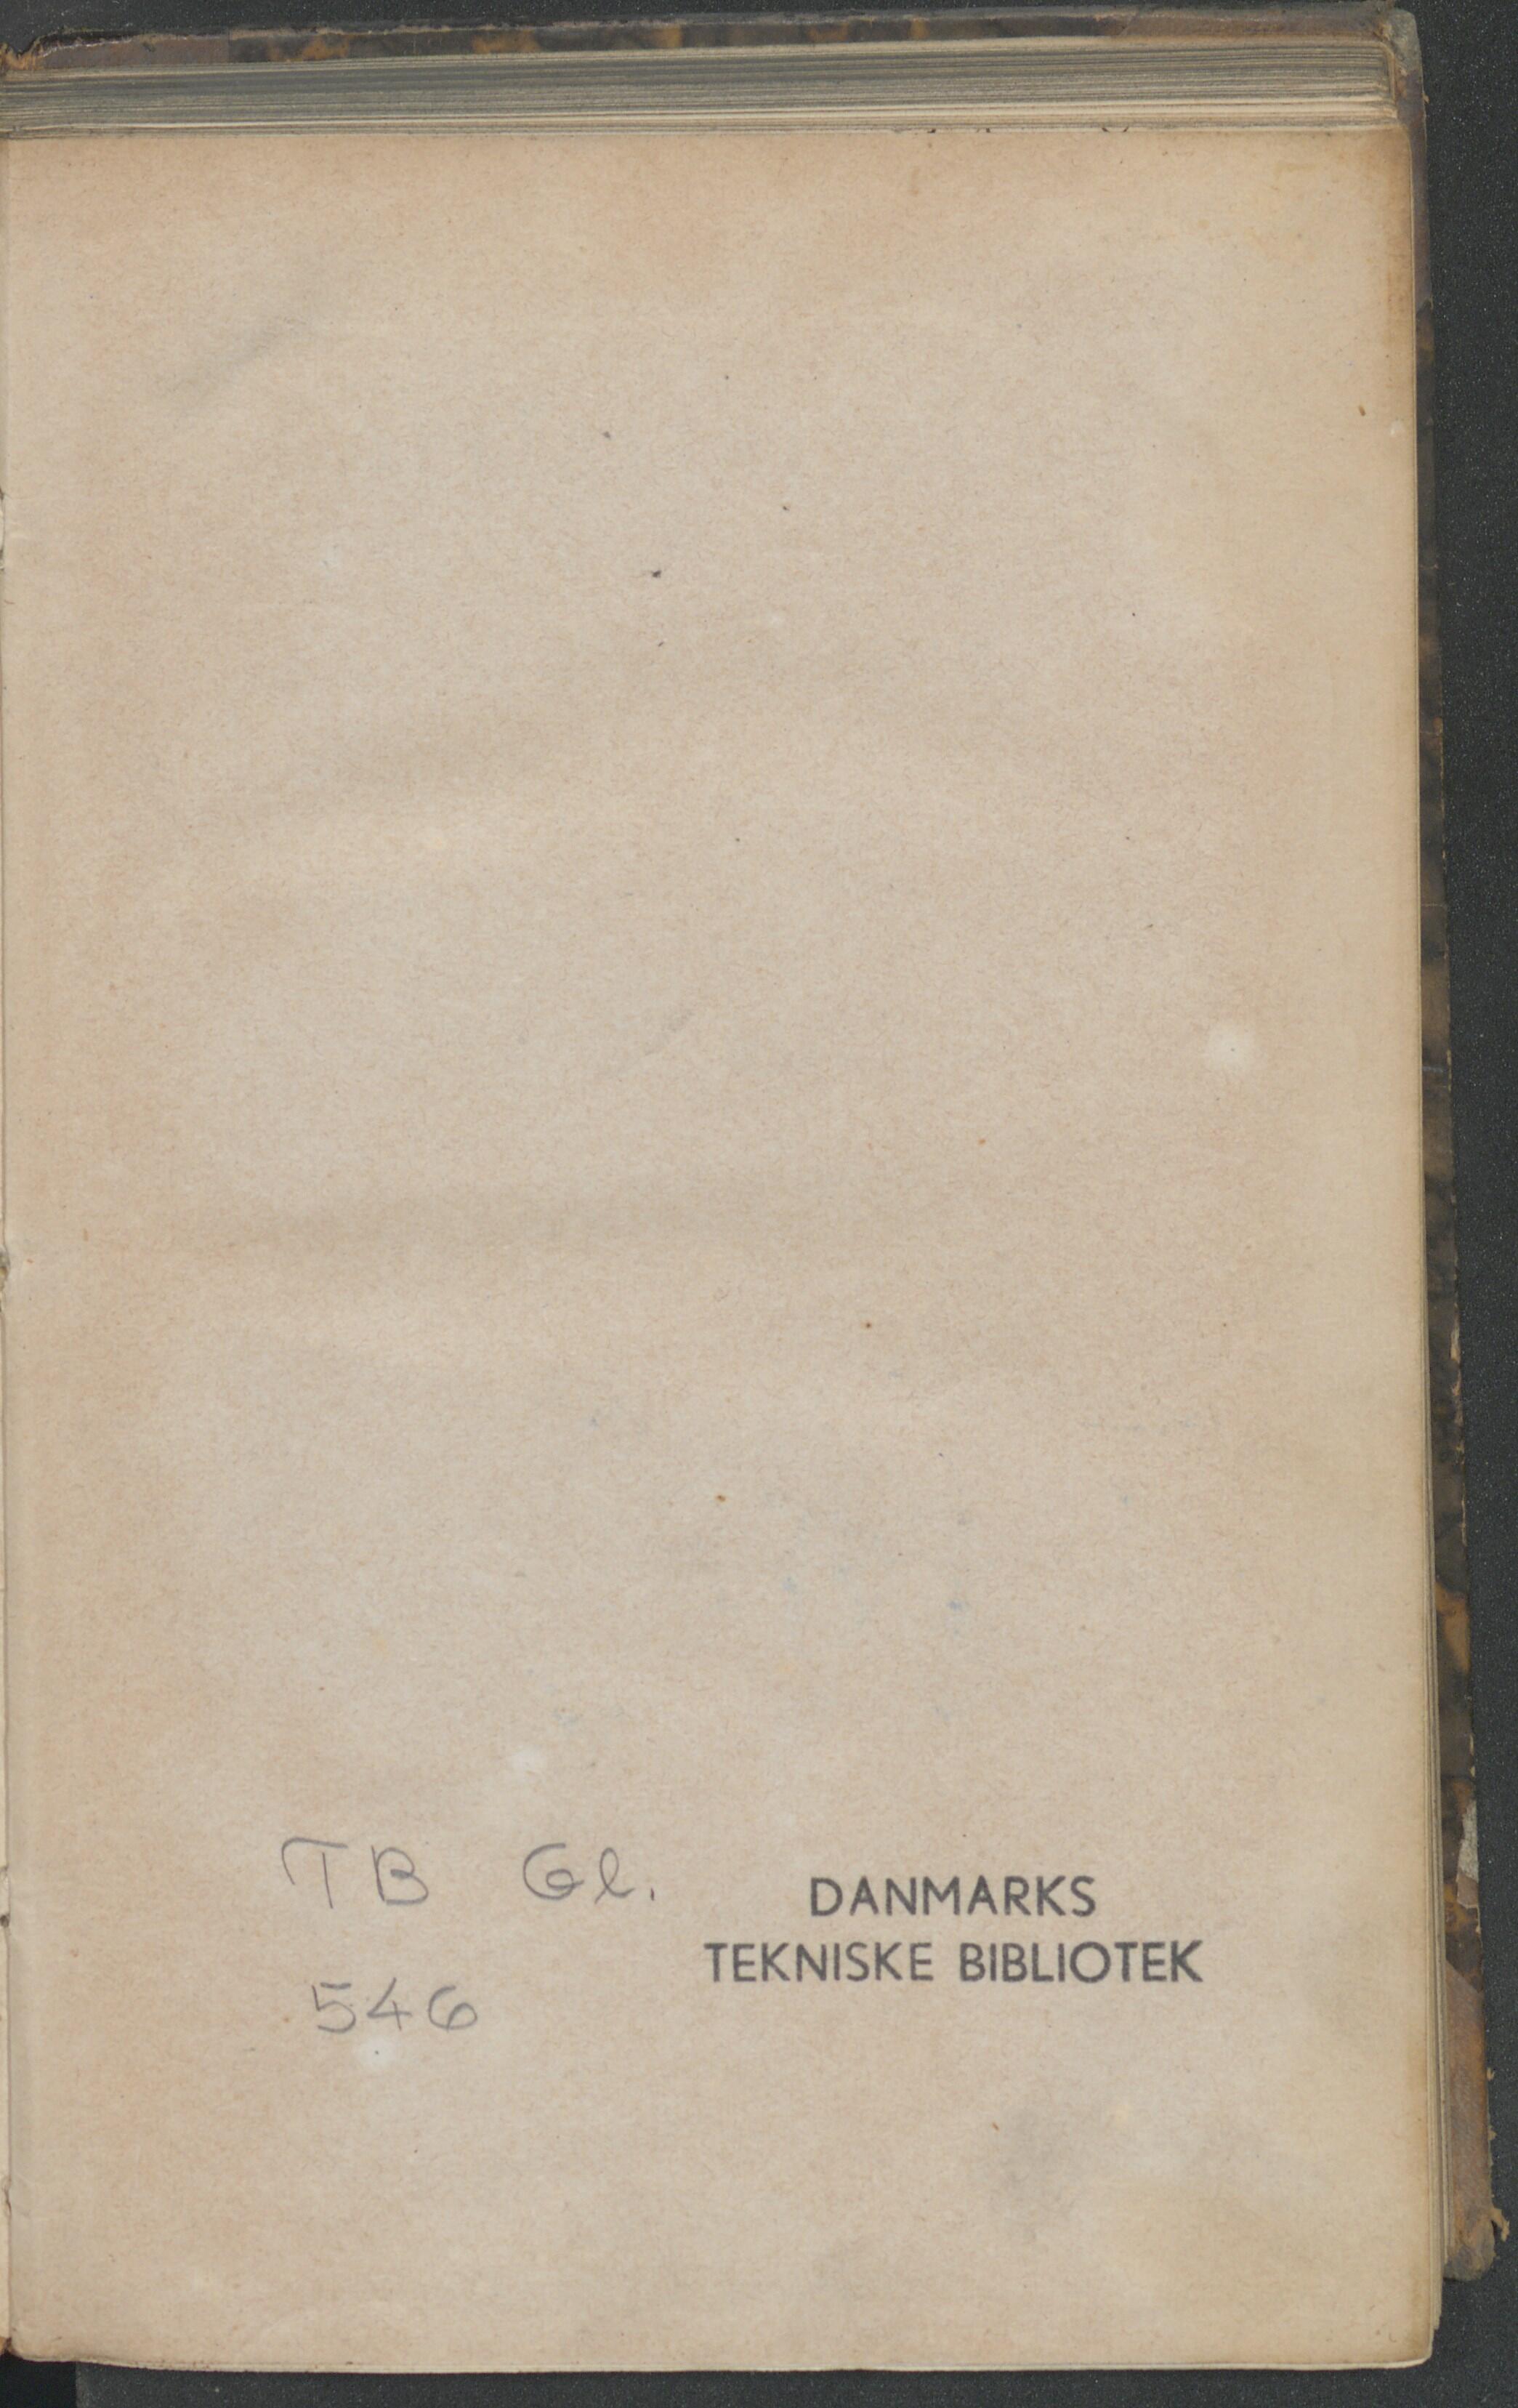 TB Gl.
546
DANMARKS
TEKNISKE BIBLIOTEK